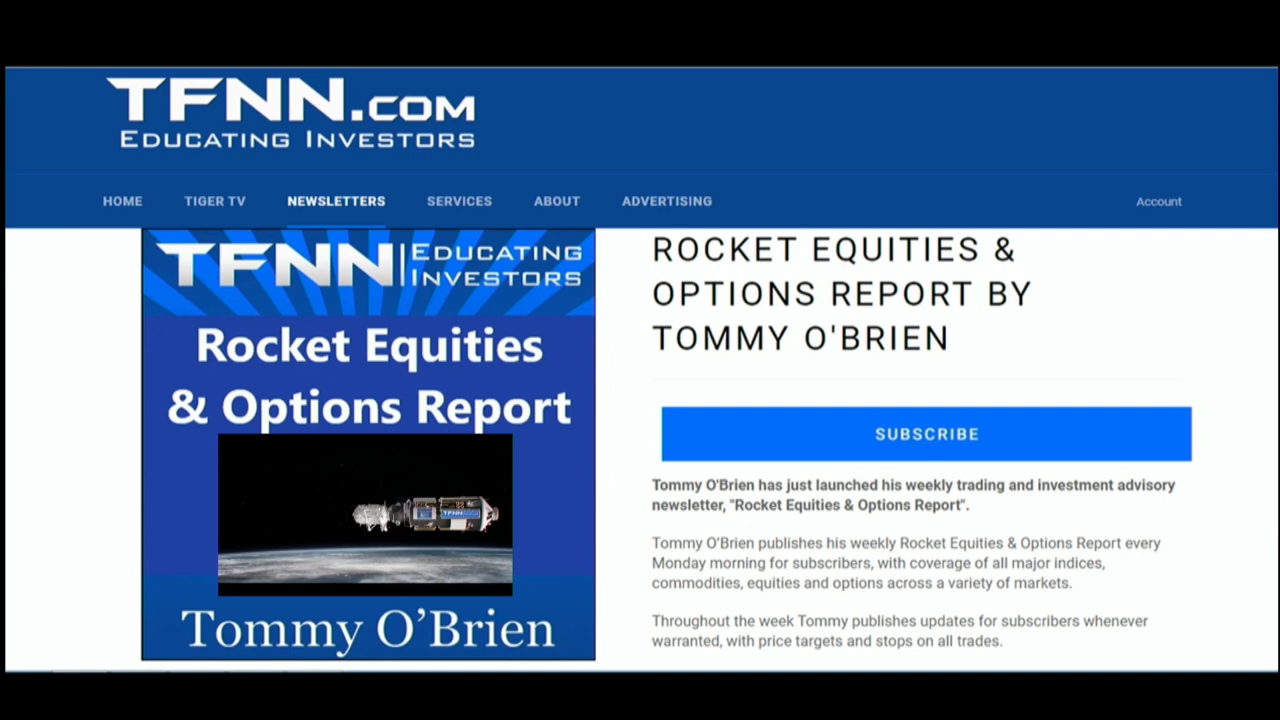 TFNN.COM
EDUCATING INVESTORS
HOME TIGER TV NEWSLETTERS SERVICES ABOUT ADVERTISING Account
TFNN EDUCATING
INVESTORS
Rocket Equities
& Options Report
TFNN
Tommy O’Brien
ROCKET EQUITIES &
OPTIONS REPORT BY
TOMMY O'BRIEN
SUBSCRIBE
Tommy O'Brien has just launched his weekly trading and investment advisory
newsletter, "Rocket Equities & Options Report".
Tommy O'Brien publishes his weekly Rocket Equities & Options Report every
Monday morning for subscribers, with coverage of all major indices,
commodities, equities and options across a variety of markets.
Throughout the week Tommy publishes updates for subscribers whenever
warranted, with price targets and stops on all trades.